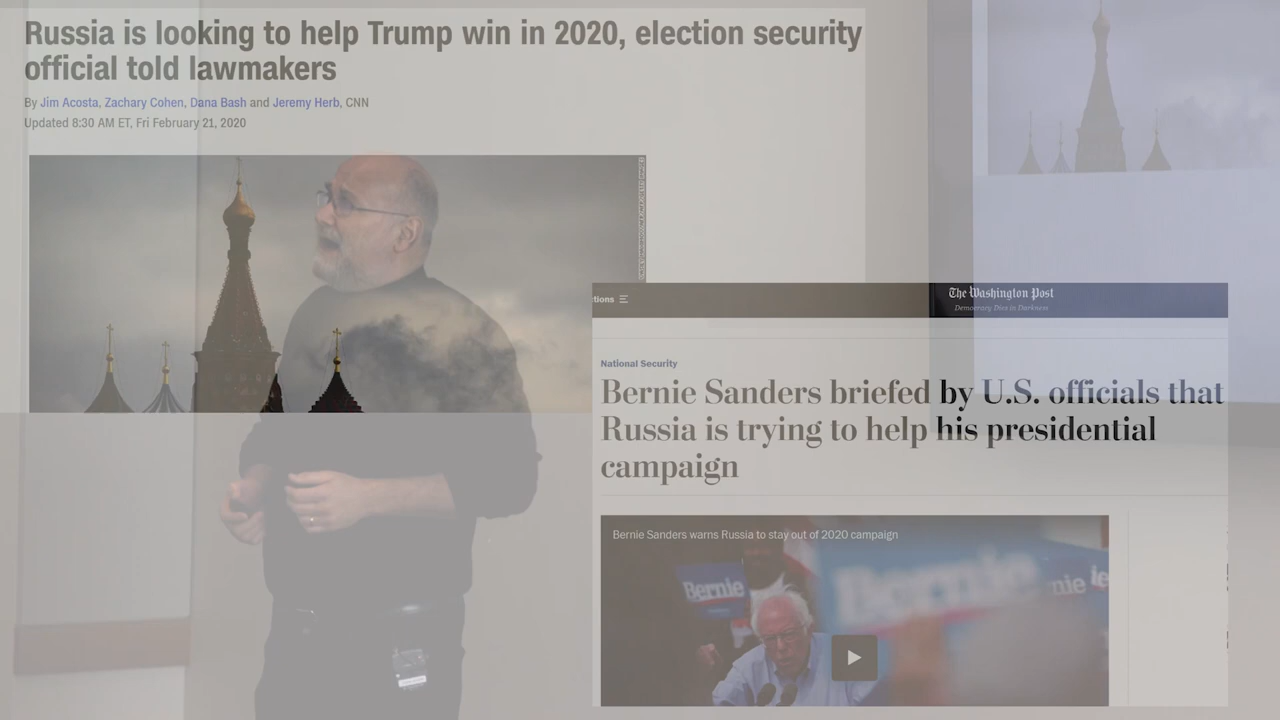 Russia is looking to help Trump win in 2020, election security
official told lawmakers
By Jim Acosta, Zachary Cohen, Dana Bash and Jeremy Herb, CNN
Updated 8:30 AM ET, Fri February 21, 2020
tions
The Washington Post
Democracy Dies in Darkness
National Security
Bernie Sanders briefed by U.S. officials that
Russia is trying to help his presidential
campaign
Bernie Sanders warns Russia to stay out of 2020 campaign
Bernie
Bernie
nie